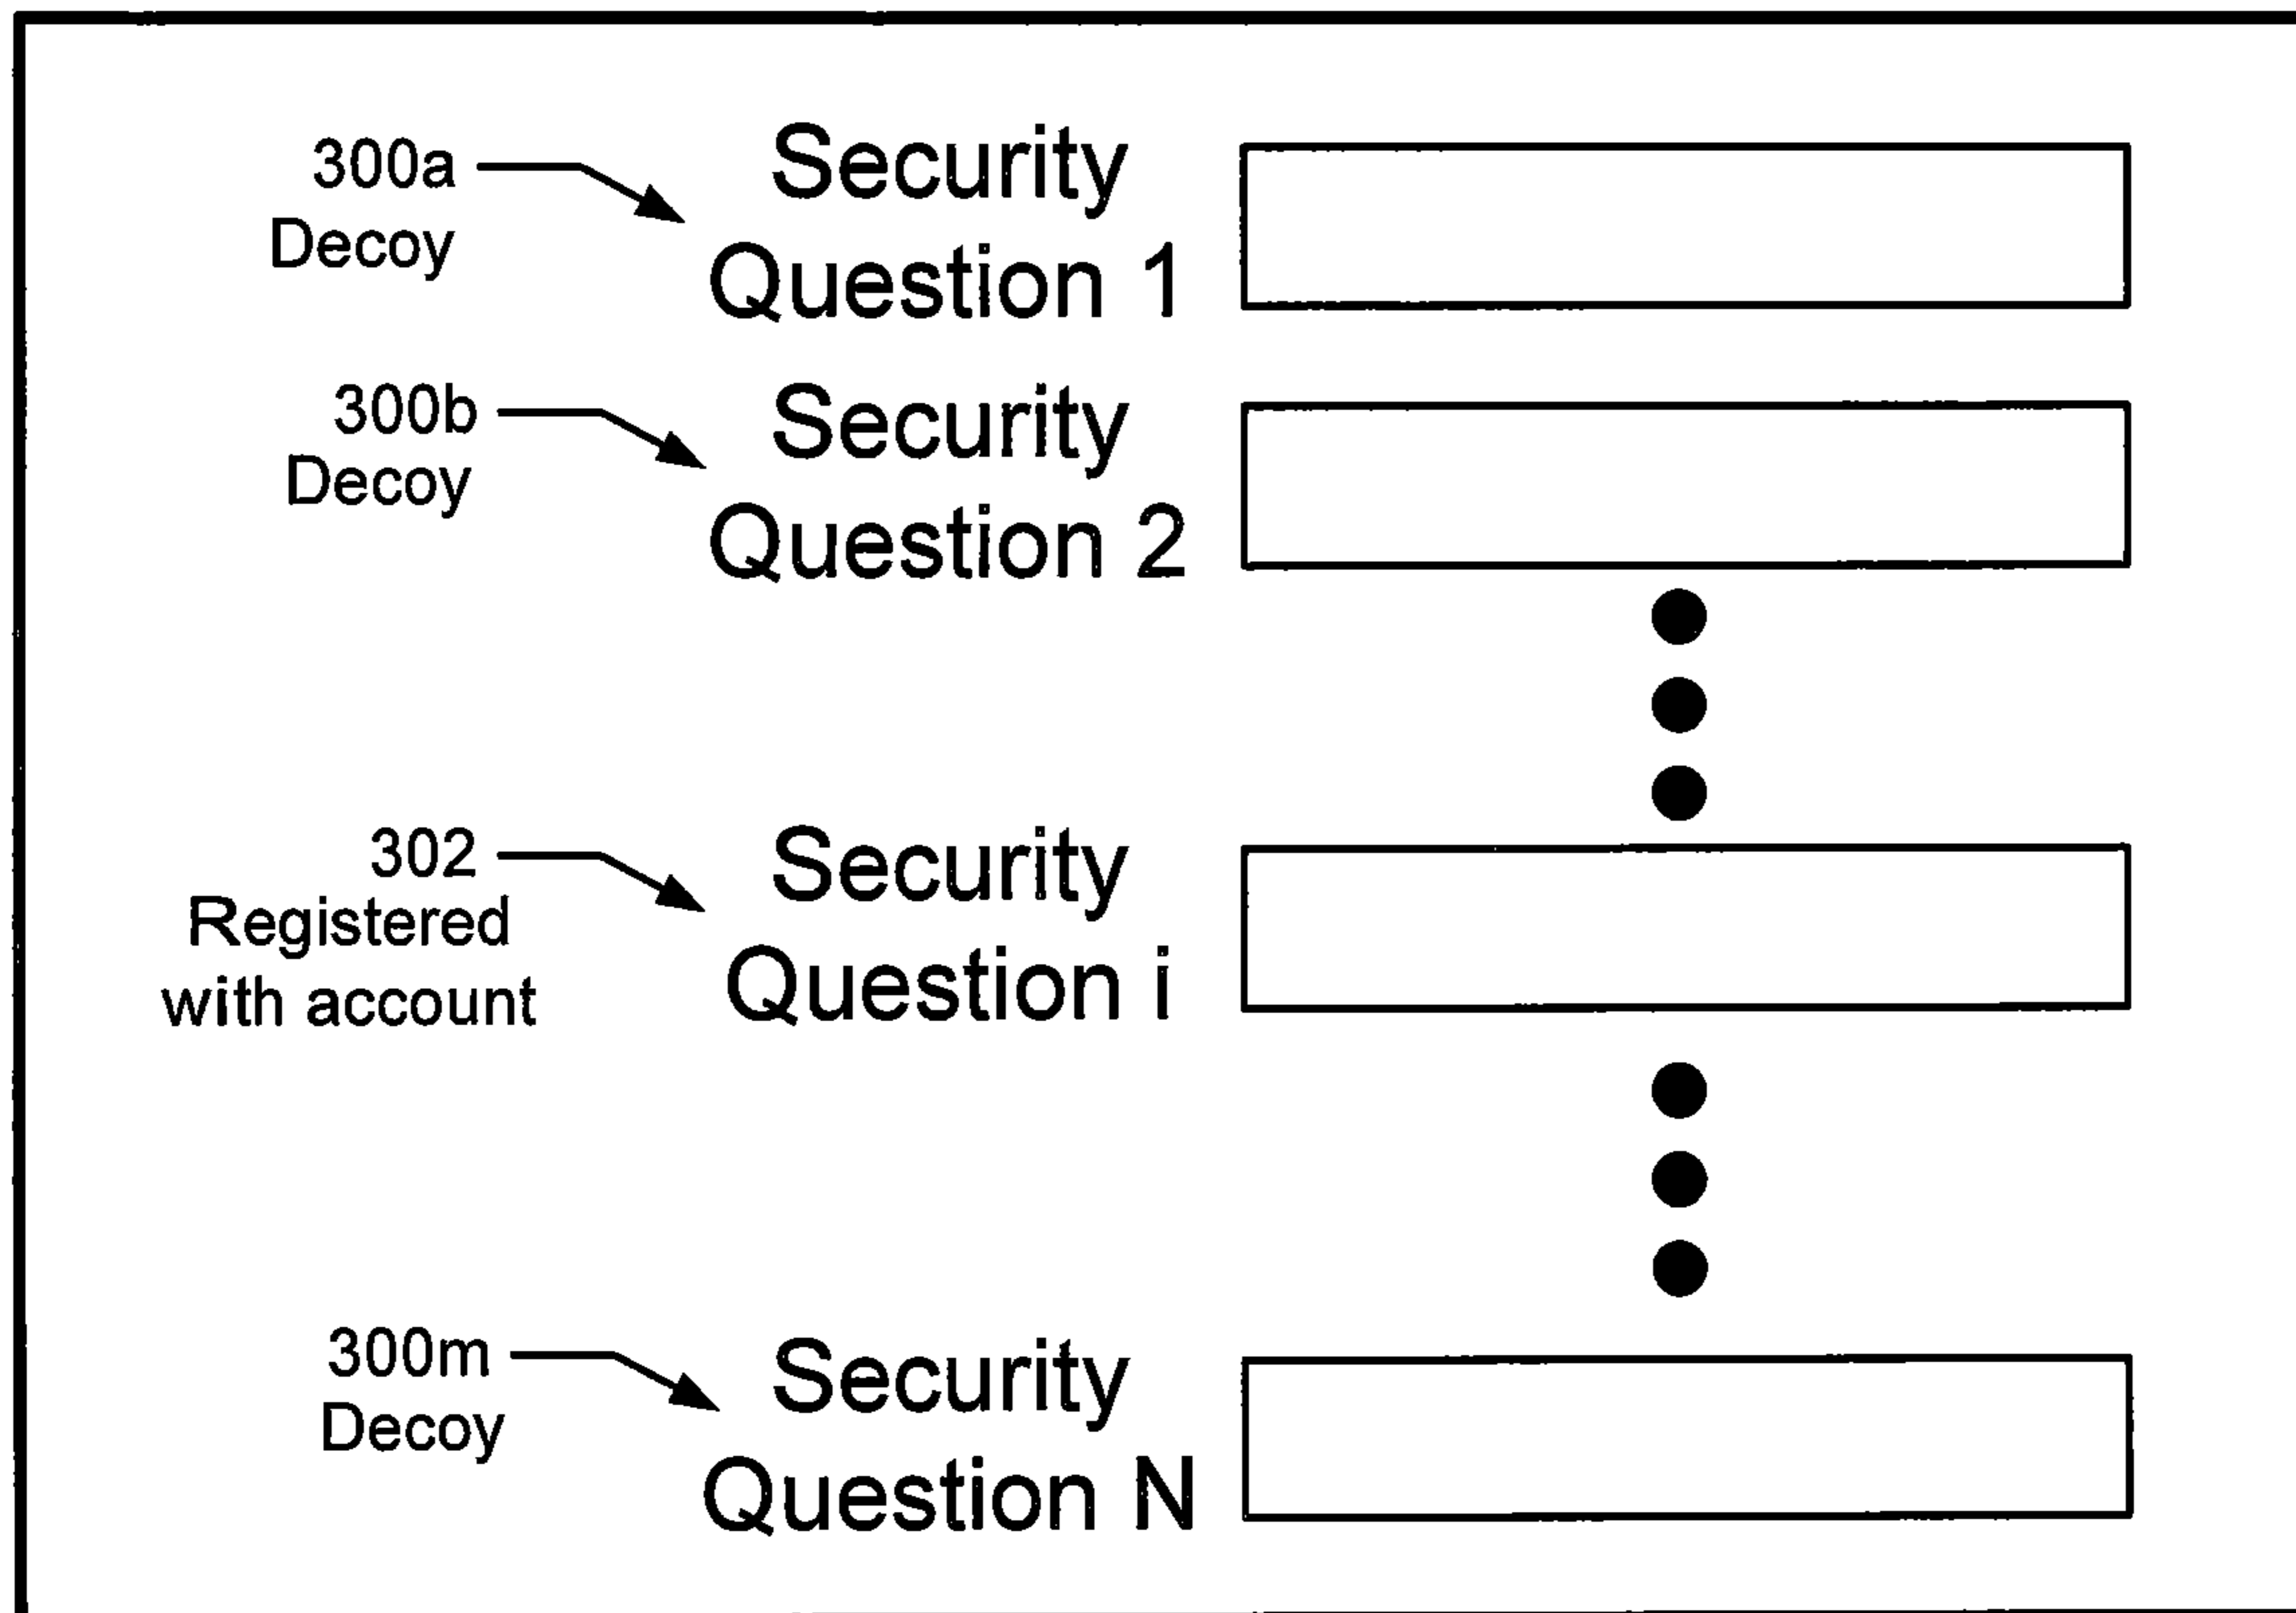 300a
Decoy
Security
Question 1
300b
Decoy
Security
Question 2
302
Registered
with account
Security
Question i
300m
Decoy
Security
Question N